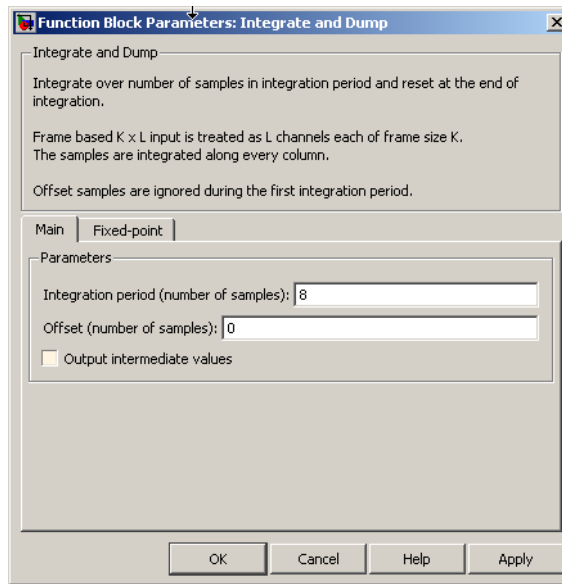 Function Block Parameters: Integrate and Dump
Integrate and Dump
Integrate over number of samples in integration period and reset at the end of
integration.
Frame based K x L input is treated as L channels each of frame size K.
The samples are integrated along every column.
Offset samples are ignored during the first integration period.
Main
Fixed-point
Parameters
Integration period (number of samples): 8
Offset (number of samples): 0
Output intermediate values
OK
Cancel
Help
Apply